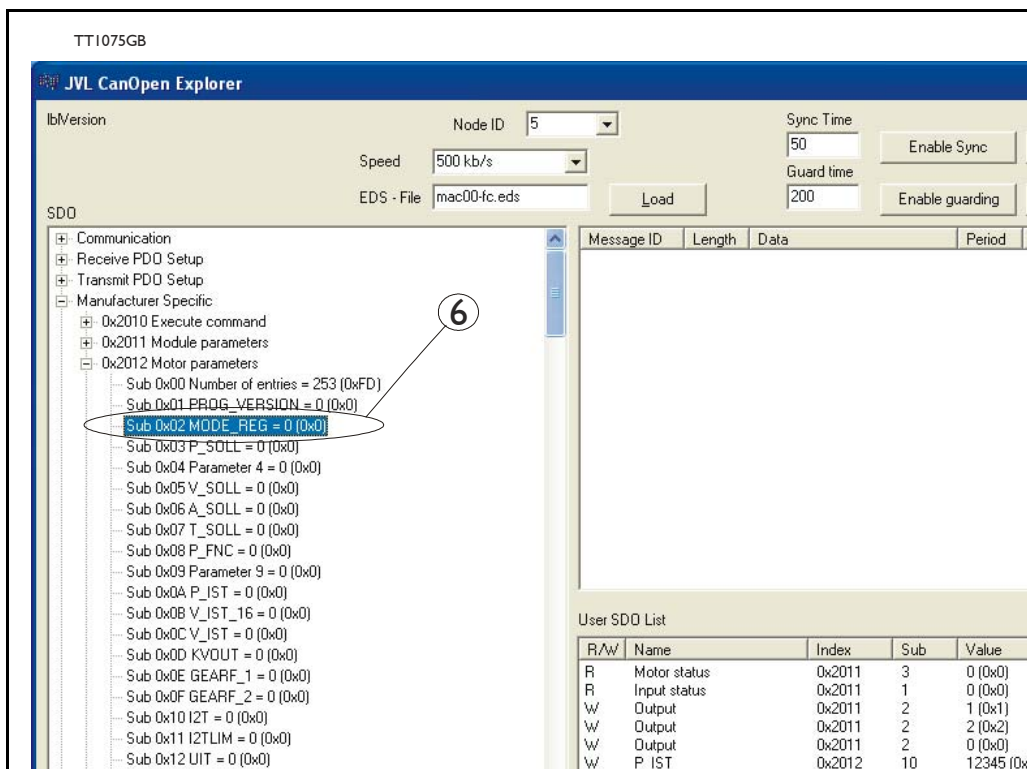 TT1075GB
JVL CanOpen Explorer
lblVersion
Node ID 5
Sync Time
50
Enable Sync
Speed 500 kb/s
Guard time
EDS - File mac00-fc.eds
Load
200
Enable guarding
SDO
Communication
Receive PDO Setup
Transmit PDO Setup
Manufacturer Specific
0x2010 Execute command
0x2011 Module parameters
0x2012 Motor parameters
Sub 0x00 Number of entries = 253 (0xFD)
Sub 0x01 PROG_VERSION = 0 (0x0)
Sub 0x02 MODE_REG = 0 (0x0)
Sub 0x03 P_SOLL = 0 (0x0)
Sub 0x04 Parameter 4 = 0 (0x0)
Sub 0x05 V_SOLL = 0 (0x0)
Sub 0x06 A_SOLL = 0 (0x0)
Sub 0x07 T_SOLL = 0 (0x0)
Sub 0x08 P_FNC = 0 (0x0)
Sub 0x09 Parameter 9 = 0 (0x0)
Sub 0x0A P_IST = 0 (0x0)
Sub 0x0B V_IST_16 = 0 (0x0)
Sub 0x0C V_IST = 0 (0x0)
Sub 0x0D KVOUT = 0 (0x0)
Sub 0x0E GEARF_1 = 0 (0x0)
Sub 0x0F GEARF_2 = 0 (0x0)
Sub 0x10 I2T = 0 (0x0)
Sub 0x11 I2TLIM = 0 (0x0)
Sub 0x12 UIT = 0 (0x0)
6
Message ID Length Data Period
User SDO List
R/W Name Index Sub Value
R Motor status 0x2011 3 0 (0x0)
R Input status 0x2011 1 0 (0x0)
W Output 0x2011 2 1 (0x1)
W Output 0x2011 2 2 (0x2)
W Output 0x2011 2 0 (0x0)
W P_IST 0x2012 10 12345 (0x